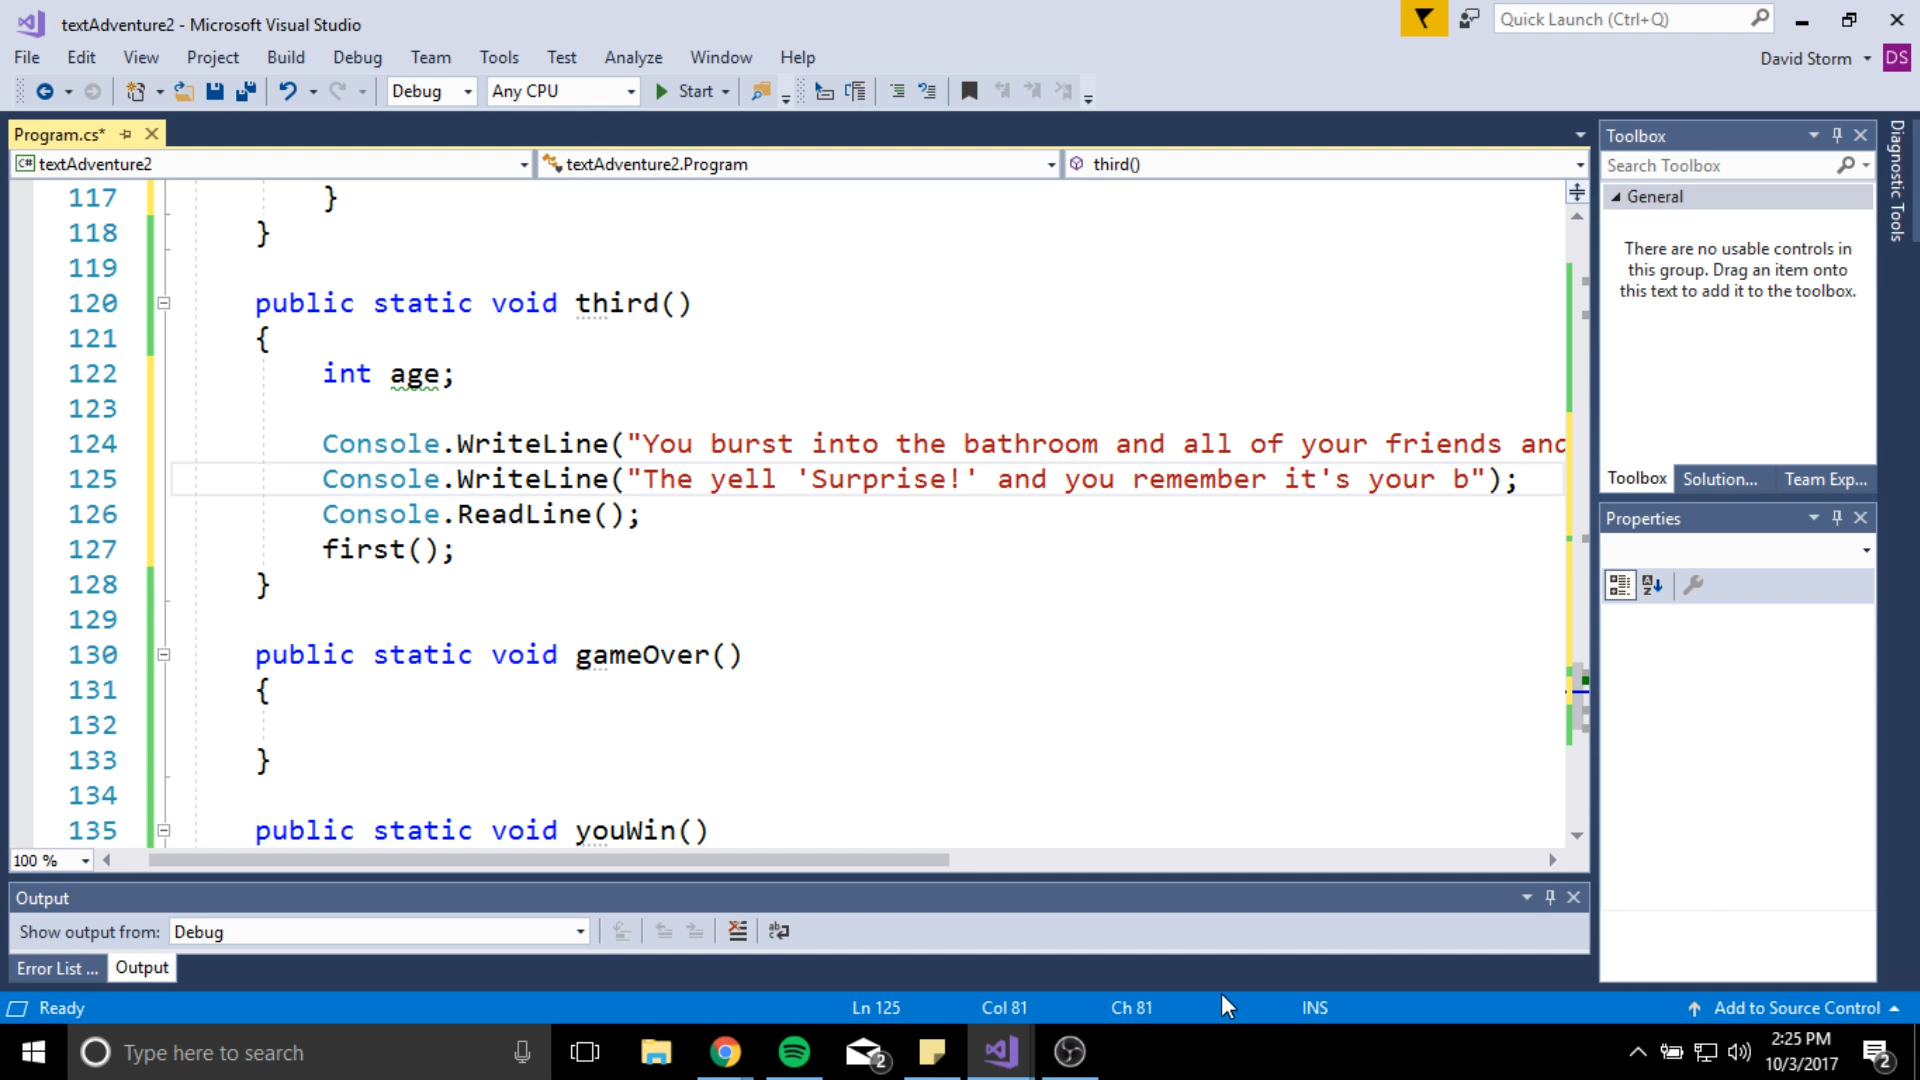 textAdventure2 - Microsoft Visual Studio
Quick Launch (Ctrl+Q)
File Edit View Project Build Debug Team Tools Test Analyze Window Help
David Storm DS
Debug Any CPU Start
Program.cs*
textAdventure2 textAdventure2.Program third()
117 }
118 }
119
120 public static void third()
121 {
122 int age;
123
124 Console.WriteLine("You burst into the bathroom and all of your friends and
125 Console.WriteLine("The yell 'Surprise!' and you remember it's your b");
126 Console.ReadLine();
127 first();
128 }
129
130 public static void gameOver()
131 {
132
133 }
134
135 public static void youWin()
100 %
Output
Show output from: Debug
Error List ... Output
Toolbox
Search Toolbox
General
There are no usable controls in
this group. Drag an item onto
this text to add it to the toolbox.
Toolbox Solution... Team Exp...
Properties
Diagnostic Tools
Ready Ln 125 Col 81 Ch 81 INS Add to Source Control
Type here to search
2
2:25 PM
10/3/2017
2